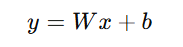 y = Wx + b